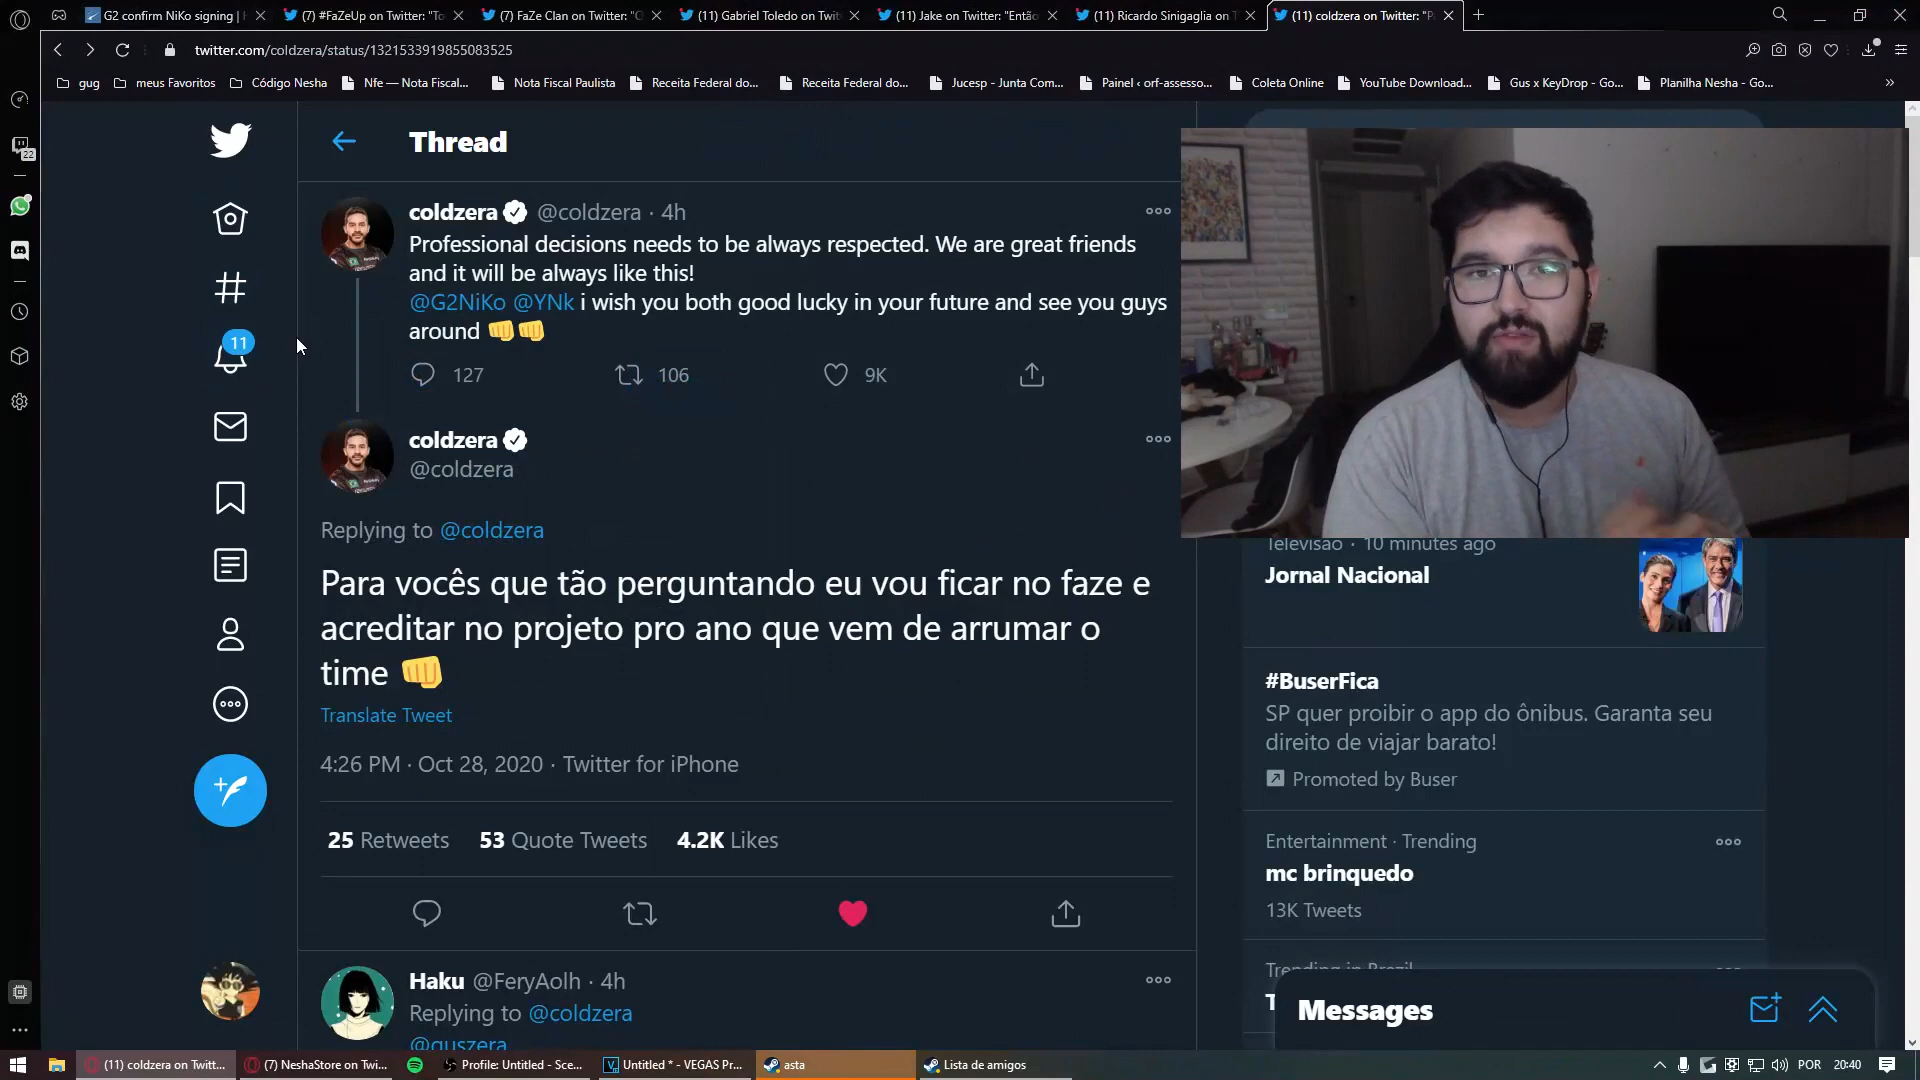 G2 confirm NiKo signing |
(7) #FaZeUp on Twitter: "To
(7) FaZe Clan on Twitter: "
(11) Gabriel Toledo on Twit
(11) Jake on Twitter: "Então
(11) Ricardo Sinigaglia on T
(11) coldzera on Twitter: "P
twitter.com/coldzera/status/1321533919855083525
gug
meus Favoritos
Código Nesha
Nfe — Nota Fiscal...
Nota Fiscal Paulista
Receita Federal do...
Receita Federal do...
Jucesp - Junta Com...
Painel ‹ orf-assesso...
Coleta Online
YouTube Download...
Gus x KeyDrop - Go...
Planilha Nesha - Go...
22
Thread
coldzera @coldzera · 4h
Professional decisions needs to be always respected. We are great friends
and it will be always like this!
@G2NiKo @YNk i wish you both good lucky in your future and see you guys
around 👊👊
11
127 106 9K
coldzera
@coldzera
Replying to @coldzera
Para vocês que tão perguntando eu vou ficar no faze e
acreditar no projeto pro ano que vem de arrumar o
time 👊
Translate Tweet
4:26 PM · Oct 28, 2020 · Twitter for iPhone
25 Retweets 53 Quote Tweets 4.2K Likes
Haku @FeryAolh · 4h
Replying to @coldzera
@guszera
Televisão · 10 minutes ago
Jornal Nacional
#BuserFica
SP quer proibir o app do ônibus. Garanta seu
direito de viajar barato!
Promoted by Buser
Entertainment · Trending
mc brinquedo
13K Tweets
Trending in Brazil
Messages
(11) coldzera on Twitt...
(7) NeshaStore on Twi...
Profile: Untitled - Sce...
Untitled * - VEGAS Pr...
asta
Lista de amigos
POR
20:40